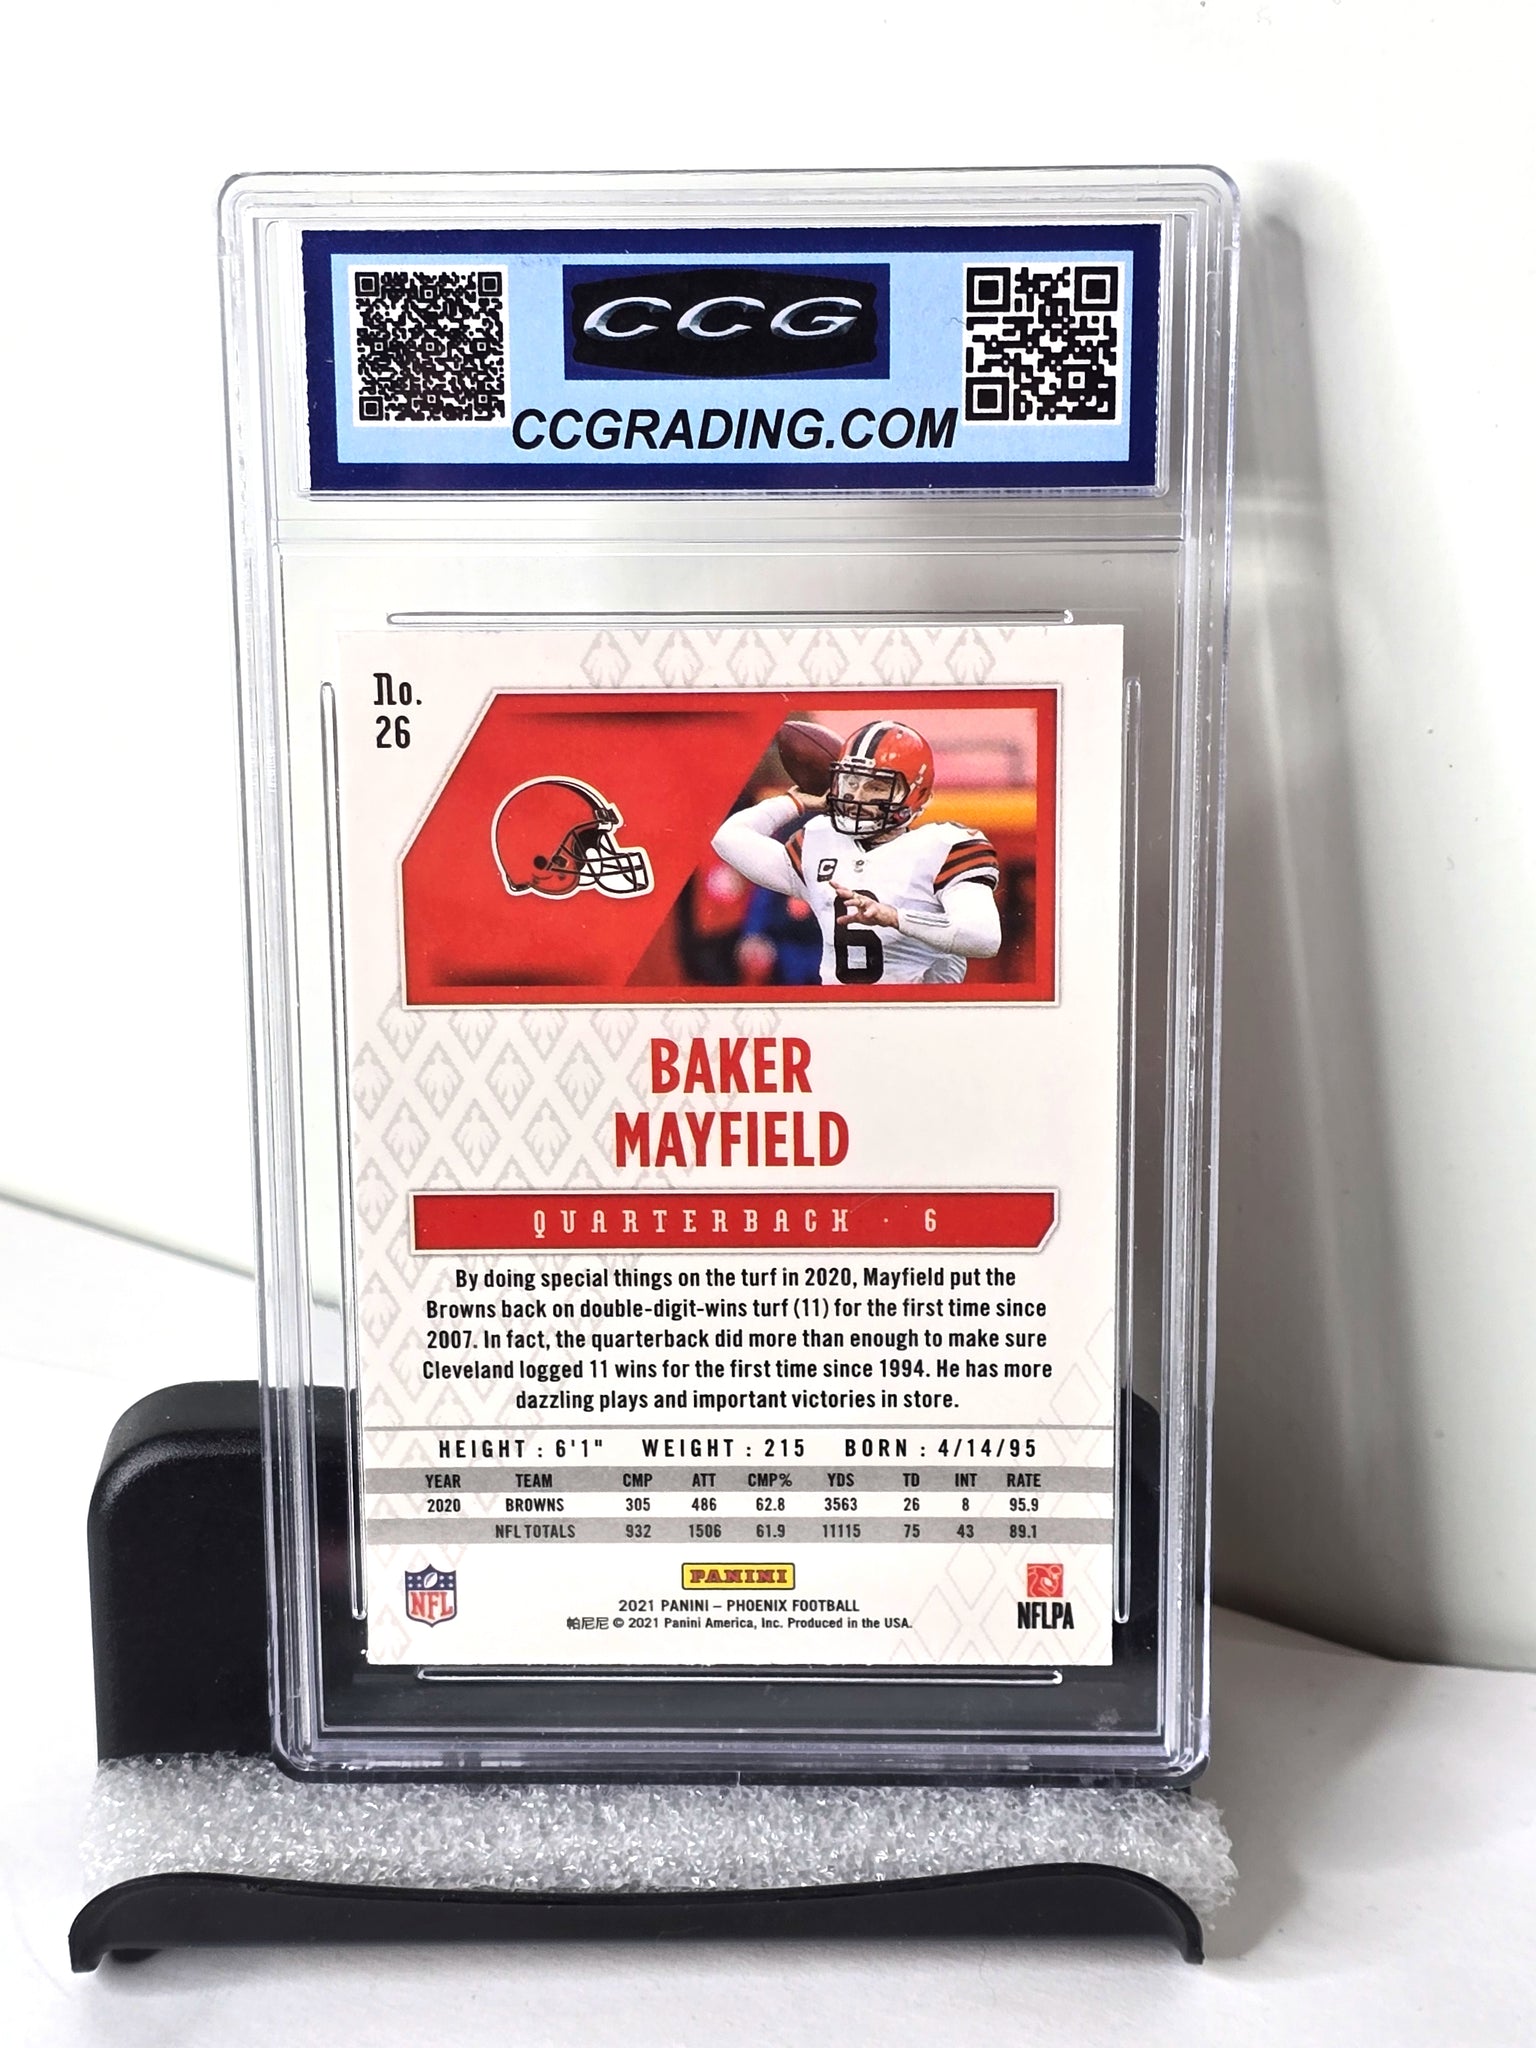 CCG
CCGRADING.COM
No.
26
C
6
BAKER
MAYFIELD
QUARTERBACK · 6
By doing special things on the turf in 2020, Mayfield put the
Browns back on double-digit-wins turf (11) for the first time since
2007. In fact, the quarterback did more than enough to make sure
Cleveland logged 11 wins for the first time since 1994. He has more
dazzling plays and important victories in store.
HEIGHT : 6'1" WEIGHT : 215 BORN : 4/14/95
YEAR TEAM CMP ATT CMP% YDS TD INT RATE
2020 BROWNS 305 486 62.8 3563 26 8 95.9
NFL TOTALS 932 1506 61.9 11115 75 43 89.1
NFL
PANINI
NFLPA
2021 PANINI – PHOENIX FOOTBALL
帕尼尼 © 2021 Panini America, Inc. Produced in the USA.